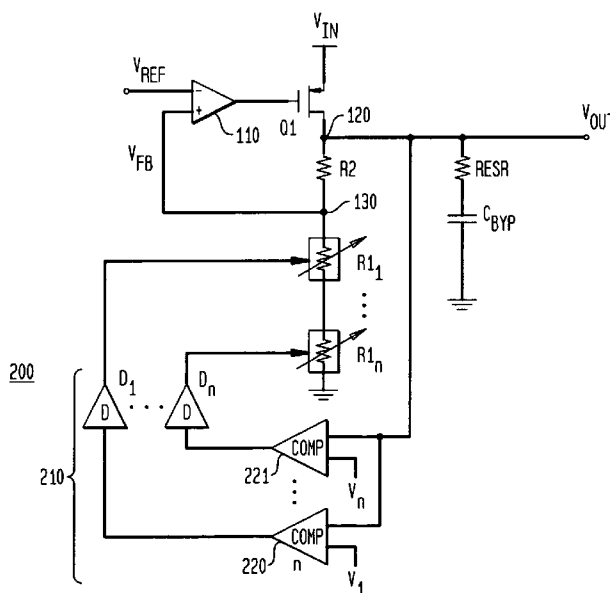 V_IN
V_REF
-
+
110
Q1
120
V_OUT
V_FB
R2
RESR
130
C_BYP
R1_1
R1_n
200
D_1
D_n
D
D
210
COMP
221
V_n
COMP
220
n
V_1